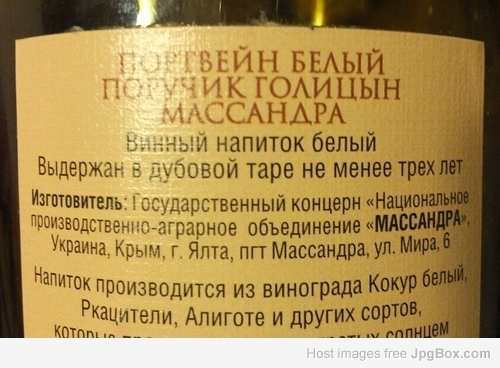 ПОРТВЕЙН БЕЛЫЙ
ПОРУЧИК ГОЛИЦЫН
МАССАНДРА
Винный напиток белый
Выдержан в дубовой таре не менее трех лет
Изготовитель: Государственный концерн «Национальное
производственно-аграрное объединение «МАССАНДРА»,
Украина, Крым, г. Ялта, пгт Массандра, ул. Мира, 6
Напиток производится из винограда Кокур белый,
Ркацители, Алиготе и других сортов,
которые солнцем
Host images free JpgBox.com